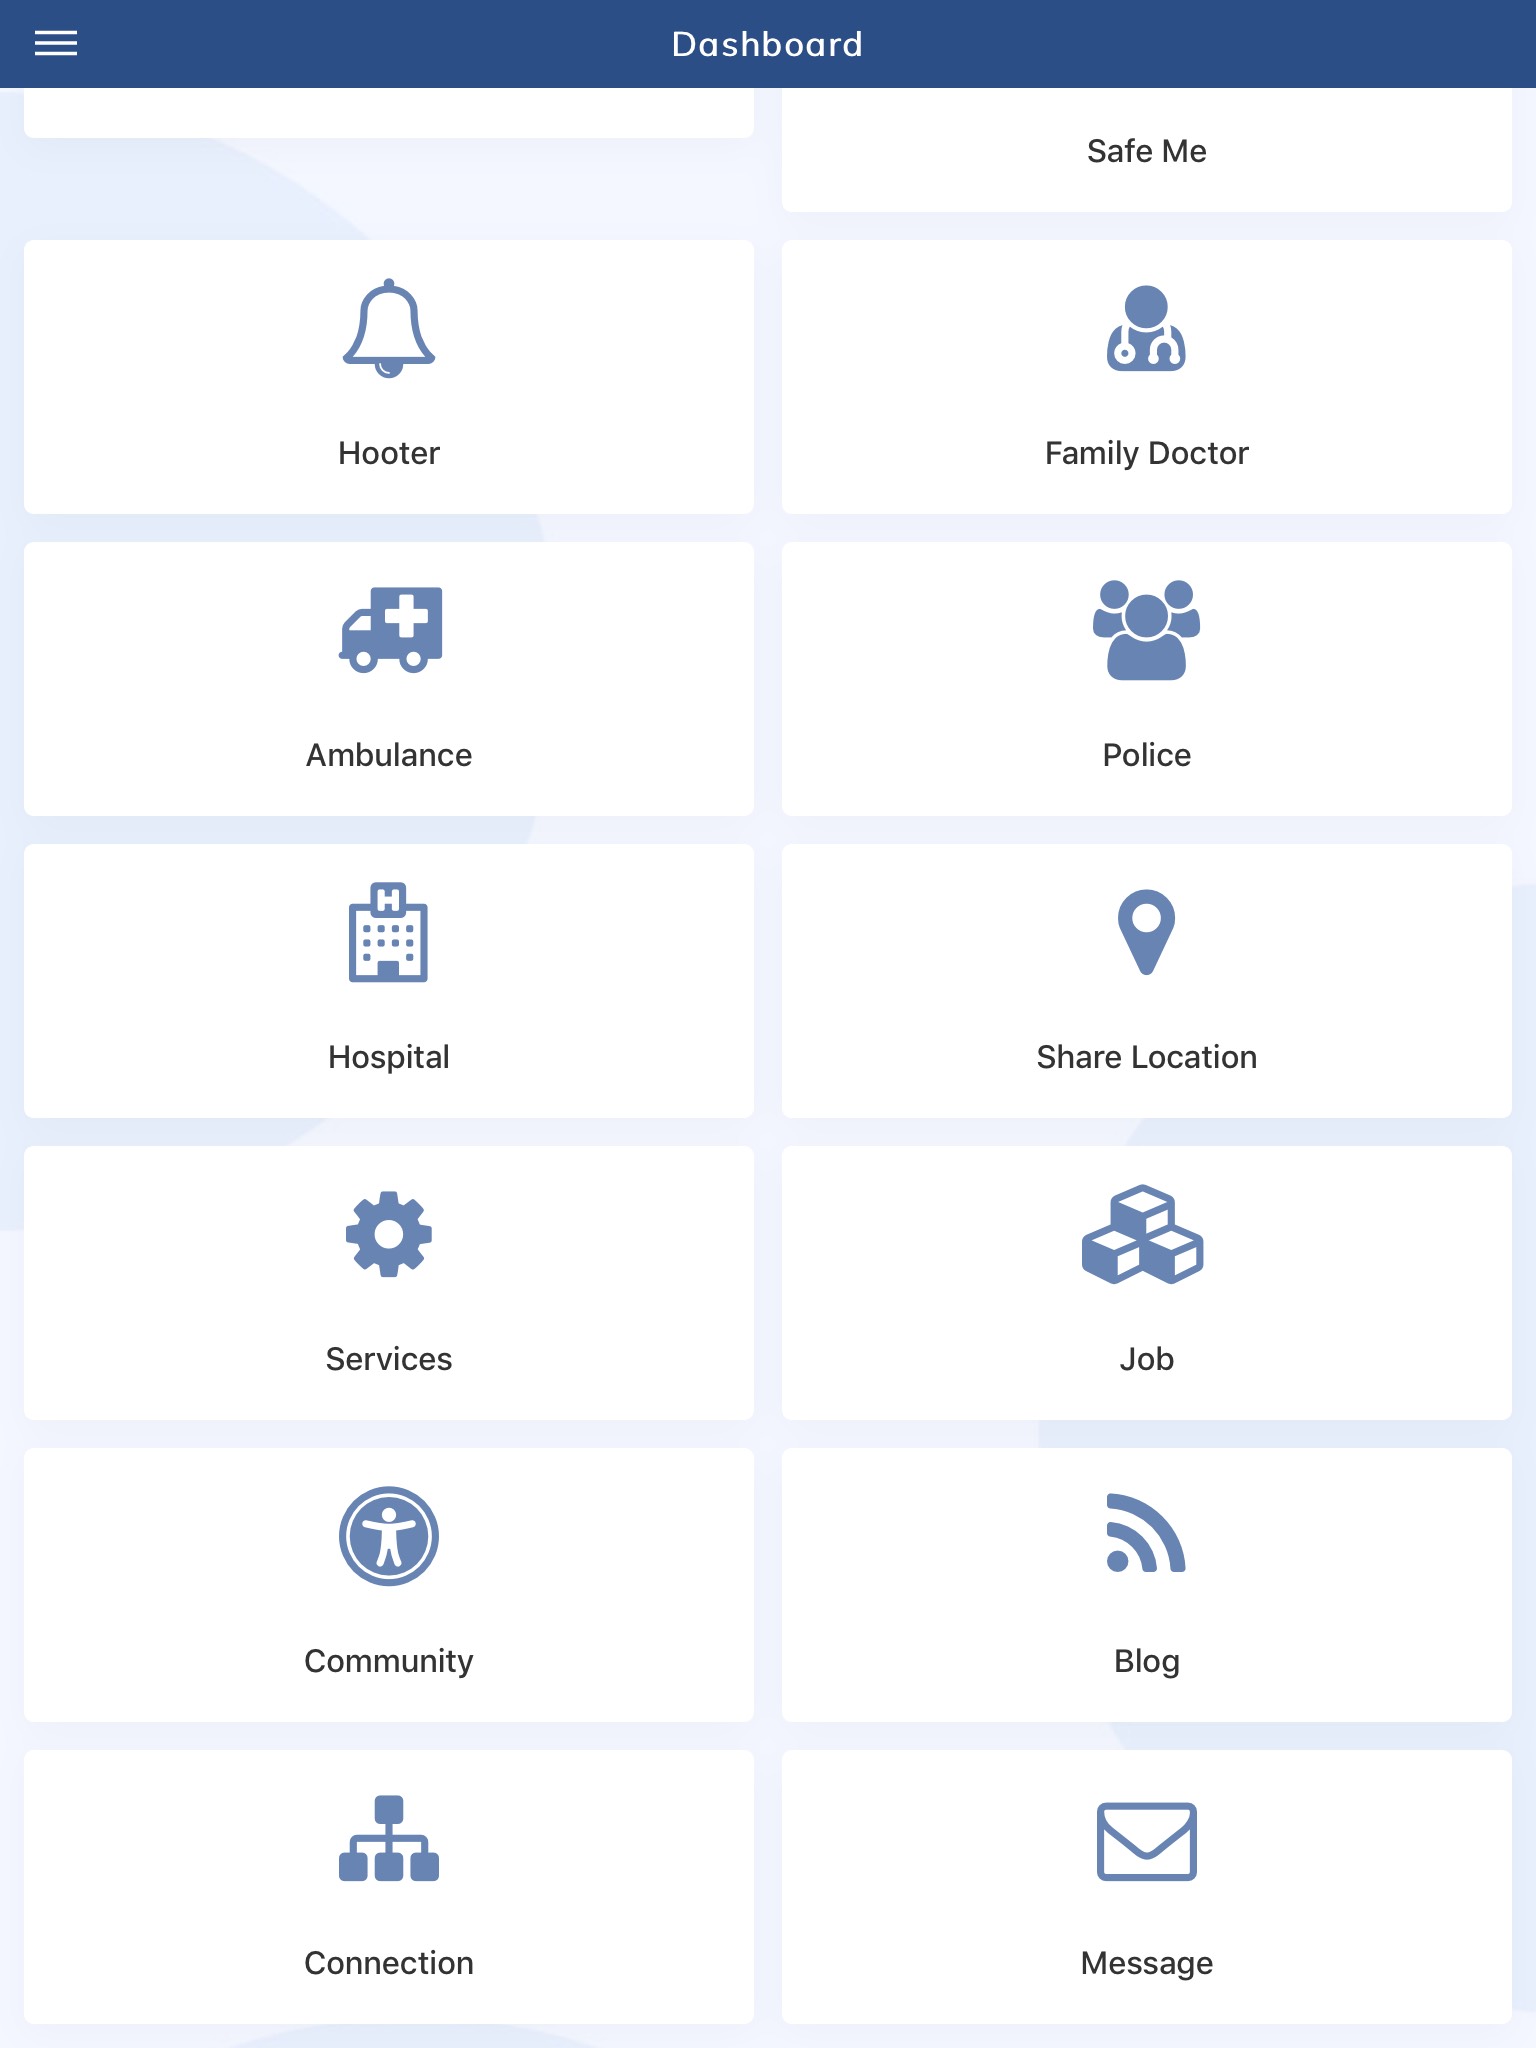 Dashboard
Safe Me
Hooter
Family Doctor
Ambulance
Police
H
Hospital
Share Location
Services
Job
Community
Blog
Connection
Message